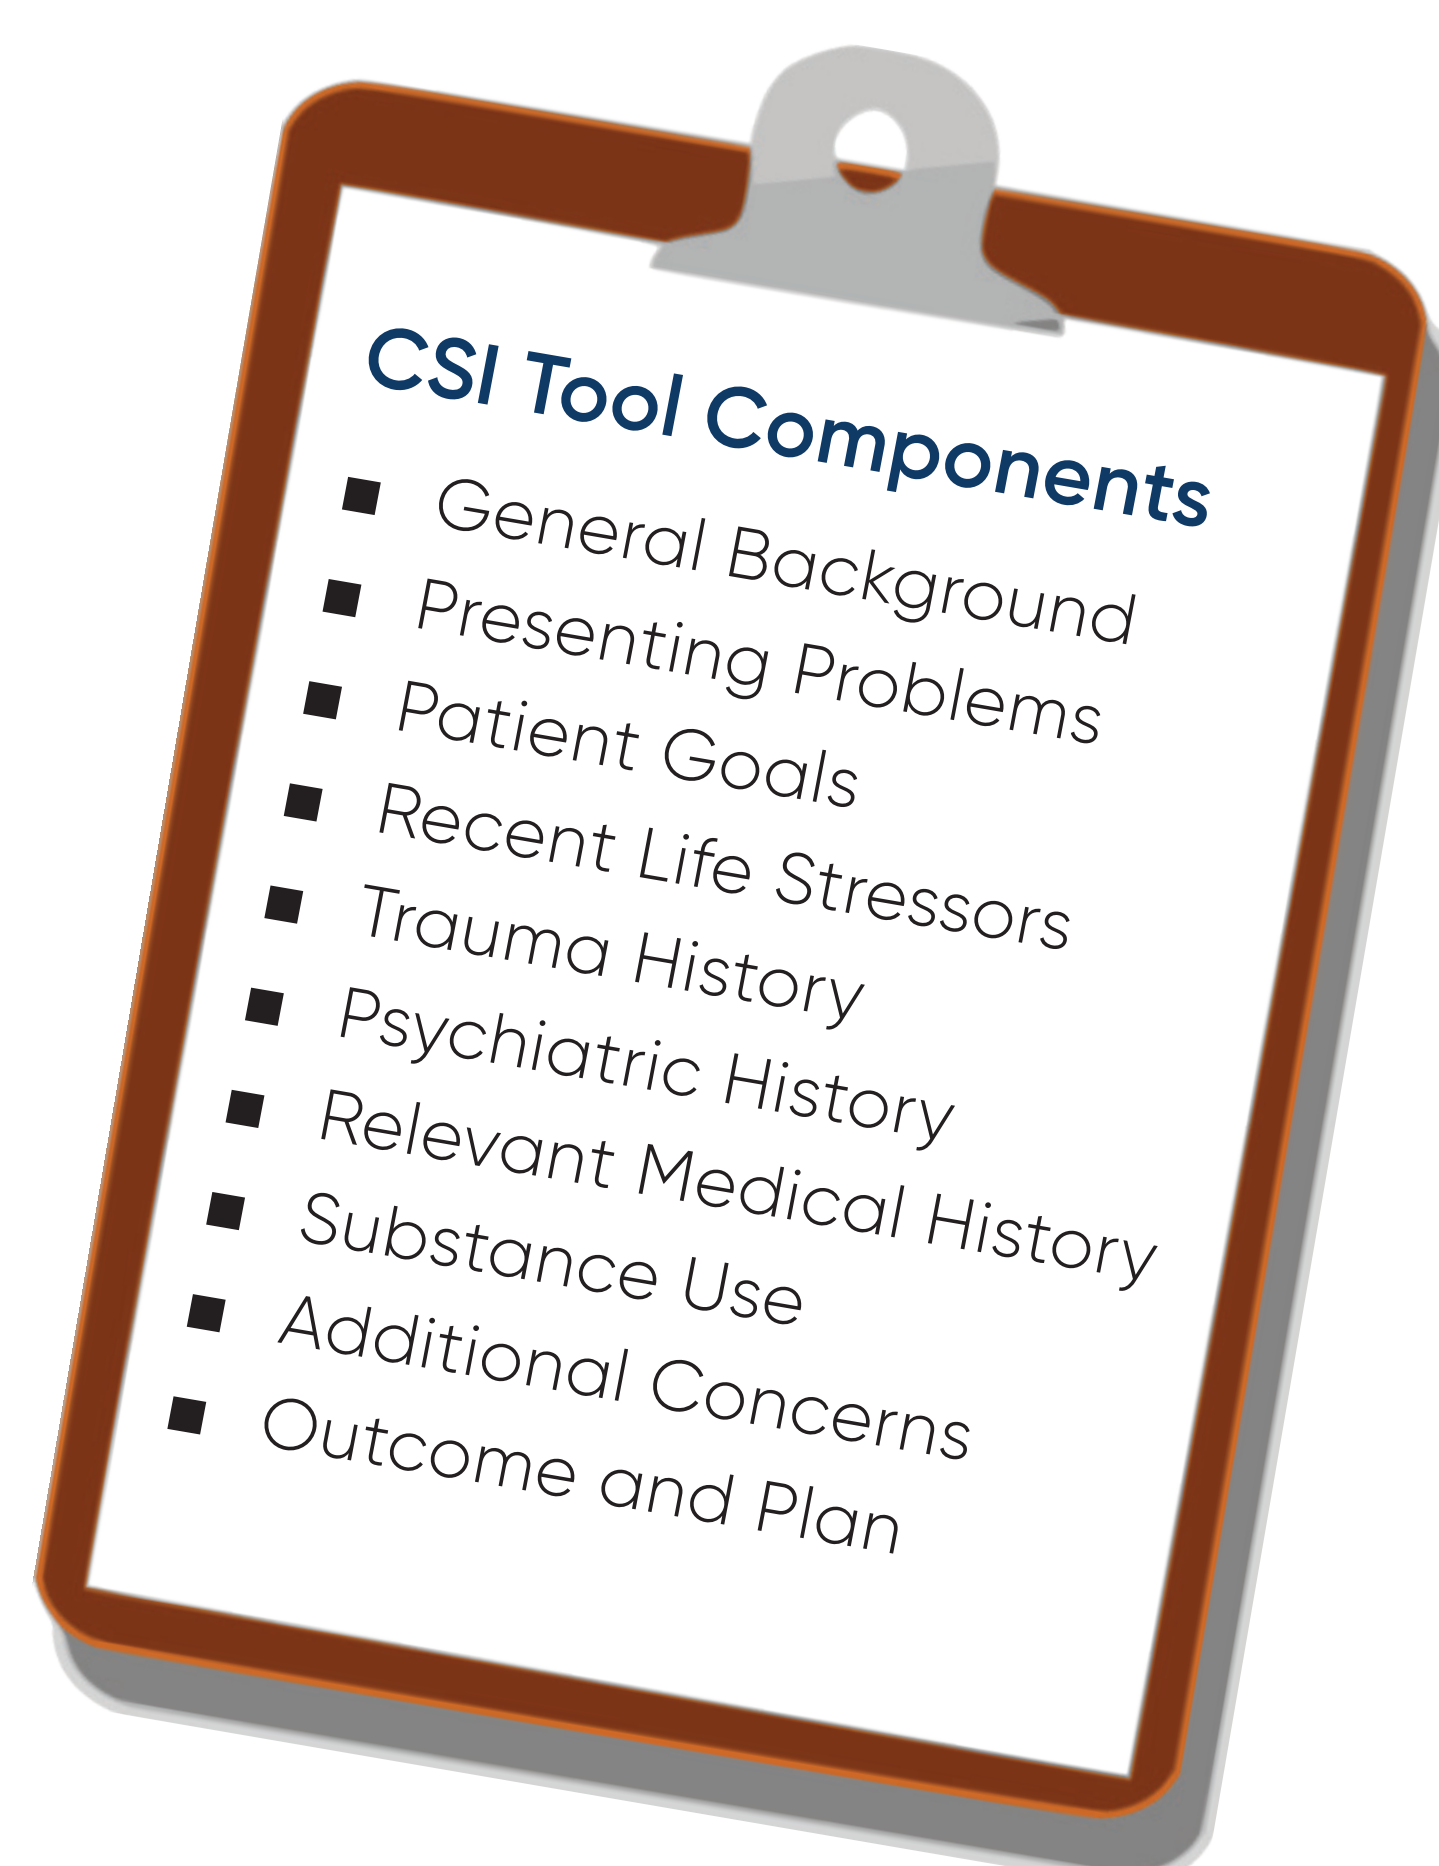 CSI Tool Components
■ General Background
■ Presenting Problems
■ Patient Goals
■ Recent Life Stressors
■ Trauma History
■ Psychiatric History
■ Relevant Medical History
■ Substance Use
■ Additional Concerns
■ Outcome and Plan